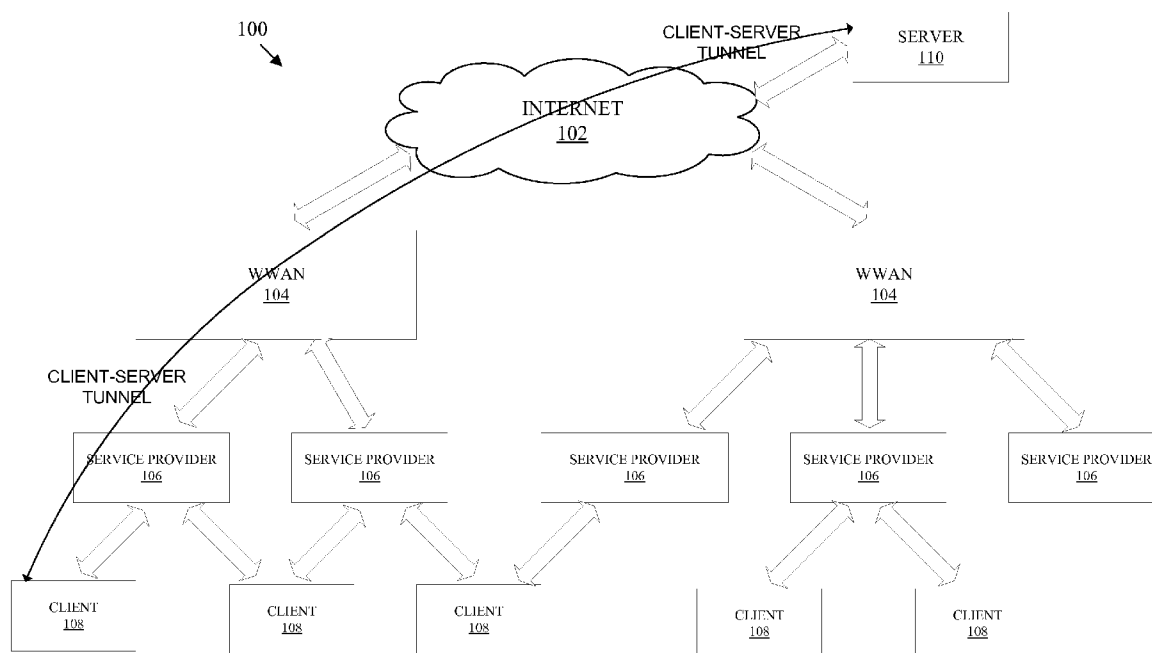 100
CLIENT-SERVER
TUNNEL
SERVER
110
INTERNET
102
WWAN
104
WWAN
104
CLIENT-SERVER
TUNNEL
SERVICE PROVIDER
106
SERVICE PROVIDER
106
SERVICE PROVIDER
106
SERVICE PROVIDER
106
SERVICE PROVIDER
106
CLIENT
108
CLIENT
108
CLIENT
108
CLIENT
108
CLIENT
108